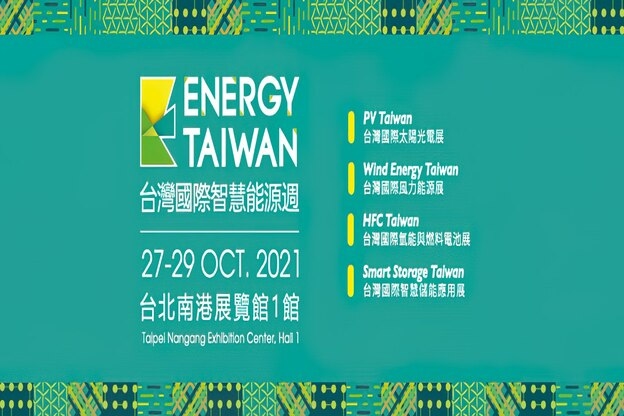 ENERGY
TAIWAN
台灣國際智慧能源週
27-29 OCT. 2021
台北南港展覽館1館
Taipei Nangang Exhibition Center, Hall 1
PV Taiwan
台灣國際太陽光電展
Wind Energy Taiwan
台灣國際風力能源展
HFC Taiwan
台灣國際氫能與燃料電池展
Smart Storage Taiwan
台灣國際智慧儲能應用展